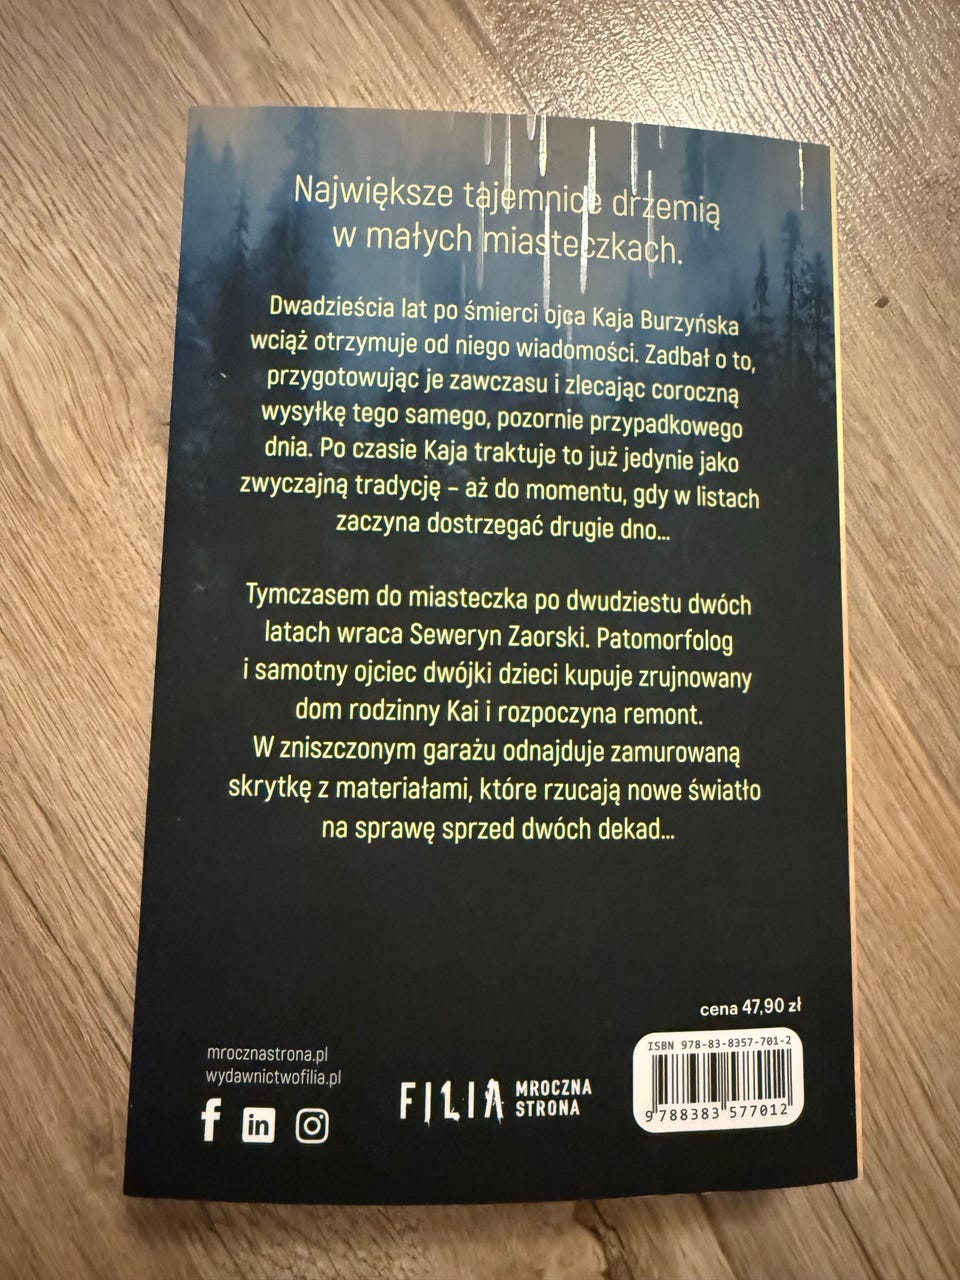 Największe tajemnice drzemią
w małych miasteczkach.
Dwadzieścia lat po śmierci ojca Kaja Burzyńska
wciąż otrzymuje od niego wiadomości. Zadbał o to,
przygotowując je zawczasu i zlecając coroczną
wysyłkę tego samego, pozornie przypadkowego
dnia. Po czasie Kaja traktuje to już jedynie jako
zwyczajną tradycję – aż do momentu, gdy w listach
zaczyna dostrzegać drugie dno...
Tymczasem do miasteczka po dwudziestu dwóch
latach wraca Seweryn Zaorski. Patomorfolog
i samotny ojciec dwójki dzieci kupuje zrujnowany
dom rodzinny Kai i rozpoczyna remont.
W zniszczonym garażu odnajduje zamurowaną
skrytkę z materiałami, które rzucają nowe światło
na sprawę sprzed dwóch dekad...
cena 47,90 zł
mrocznastrona.pl
wydawnictwofilia.pl
f in
FILIA MROCZNA
STRONA
ISBN 978-83-8357-701-2
9 788383 577012